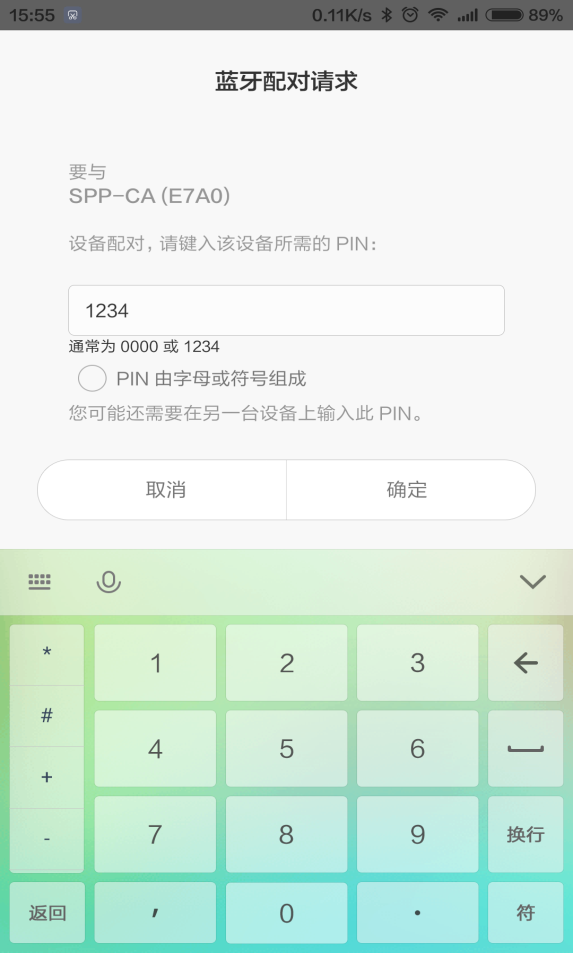 15:55 0.11K/s 89%
蓝牙配对请求
要与
SPP-CA (E7A0)
设备配对，请键入该设备所需的 PIN：
1234
通常为 0000 或 1234
PIN 由字母或符号组成
您可能还需要在另一台设备上输入此 PIN。
取消 确定
* 1 2 3
# 4 5 6
+
- 7 8 9 换行
返回 , 0 . 符